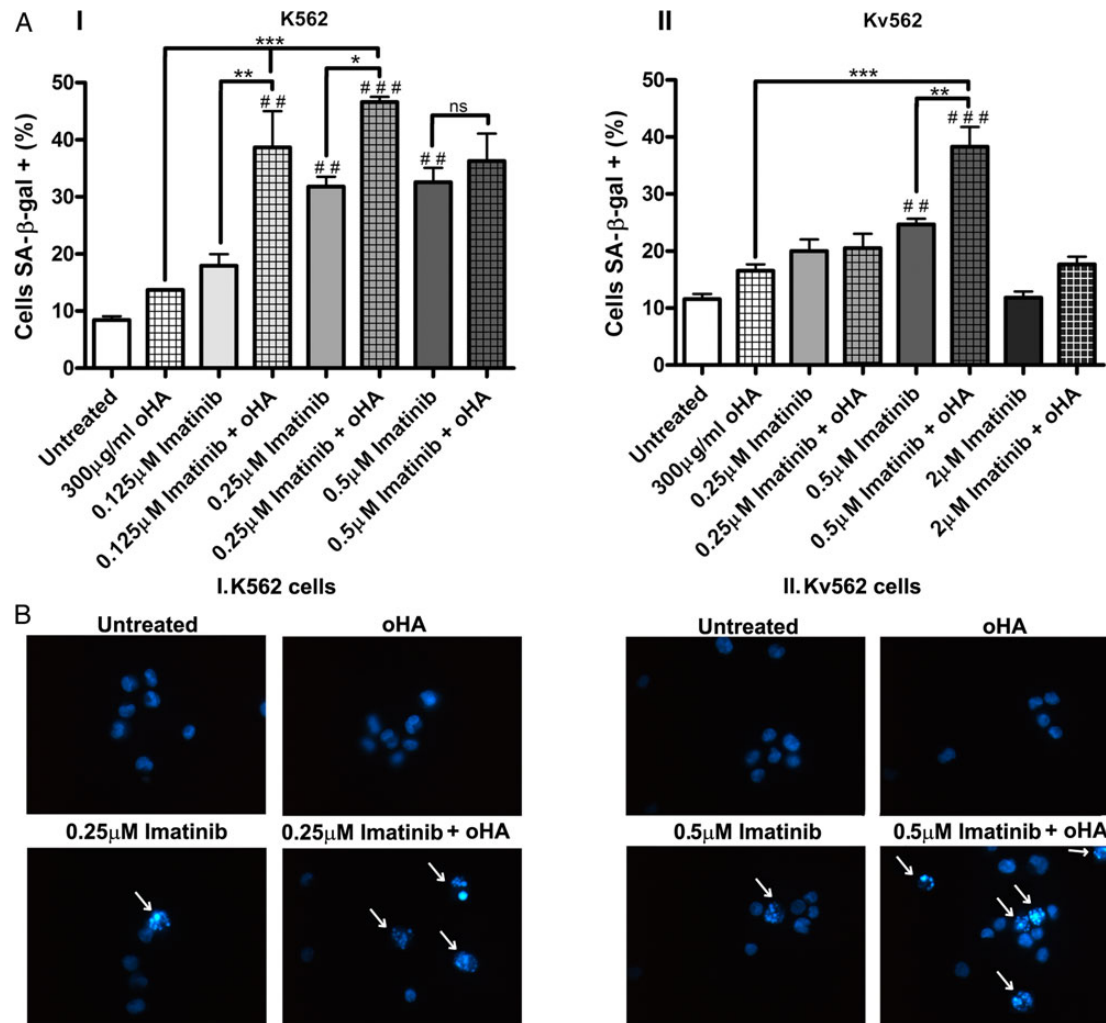 A
I
K562
***
**
*
ns
##
##
###
##
Cells SA-β-gal + (%)
50
40
30
20
10
0
Untreated
300μg/ml oHA
0.125μM Imatinib
0.125μM Imatinib + oHA
0.25μM Imatinib
0.25μM Imatinib + oHA
0.5μM Imatinib
0.5μM Imatinib + oHA
II
Kv562
***
**
##
###
Cells SA-β-gal + (%)
50
40
30
20
10
0
Untreated
300μg/ml oHA
0.25μM Imatinib
0.25μM Imatinib + oHA
0.5μM Imatinib
0.5μM Imatinib + oHA
2μM Imatinib
2μM Imatinib + oHA
B
I. K562 cells
Untreated
oHA
0.25μM Imatinib
0.25μM Imatinib + oHA
II. Kv562 cells
Untreated
oHA
0.5μM Imatinib
0.5μM Imatinib + oHA